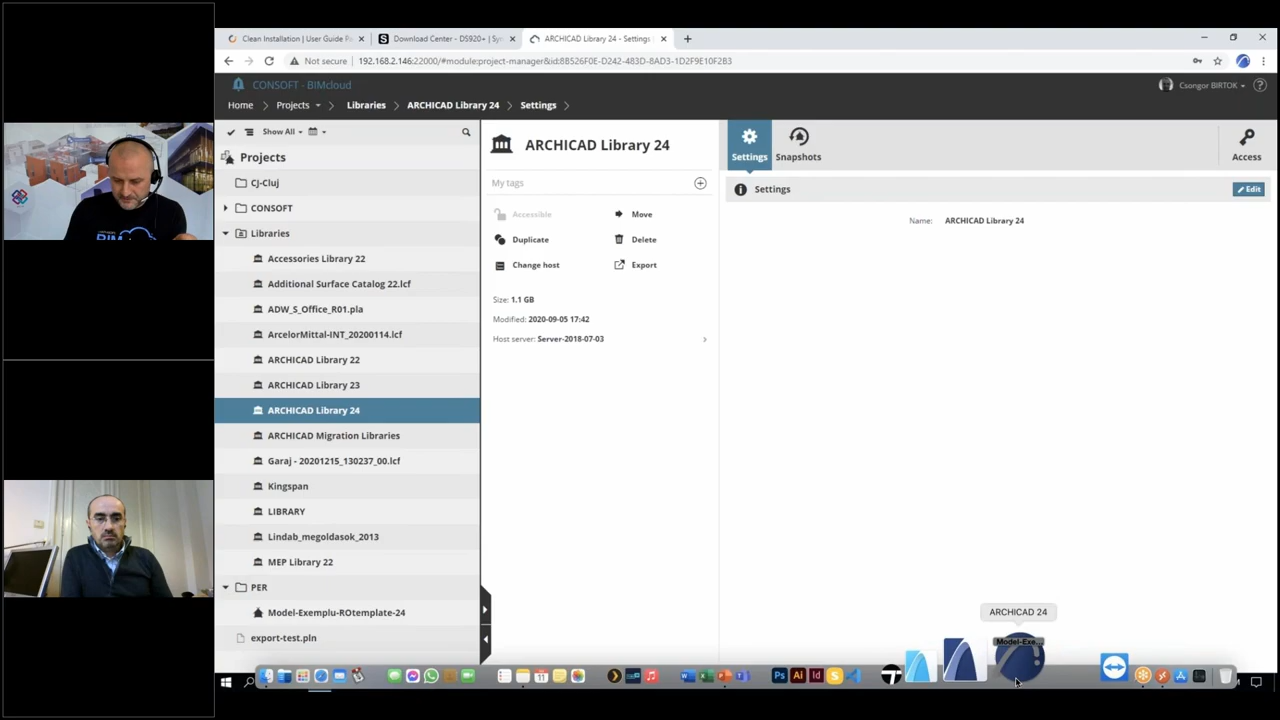 Clean Installation | User Guide Pa
Download Center - DS920+ | Syn
ARCHICAD Library 24 - Settings
Not secure
192.168.2.146:22000/#module:project-manager&id:8B526F0E-D242-483D-8AD3-1D2F9E10F2B3
CONSOFT - BIMcloud
Csongor BIRTOK
Home
Projects
Libraries
ARCHICAD Library 24
Settings
Show All
Projects
CJ-Cluj
CONSOFT
Libraries
Accessories Library 22
Additional Surface Catalog 22.lcf
ADW_S_Office_R01.pla
ArcelorMittal-INT_20200114.lcf
ARCHICAD Library 22
ARCHICAD Library 23
ARCHICAD Library 24
ARCHICAD Migration Libraries
Garaj - 20201215_130237_00.lcf
Kingspan
LIBRARY
Lindab_megoldasok_2013
MEP Library 22
PER
Model-Exemplu-ROtemplate-24
export-test.pln
ARCHICAD Library 24
My tags
Accessible
Move
Duplicate
Delete
Change host
Export
Size: 1.1 GB
Modified: 2020-09-05 17:42
Host server: Server-2018-07-03
Settings
Snapshots
Access
Settings
Edit
Name: ARCHICAD Library 24
ARCHICAD 24
Model-Exe...
BIM